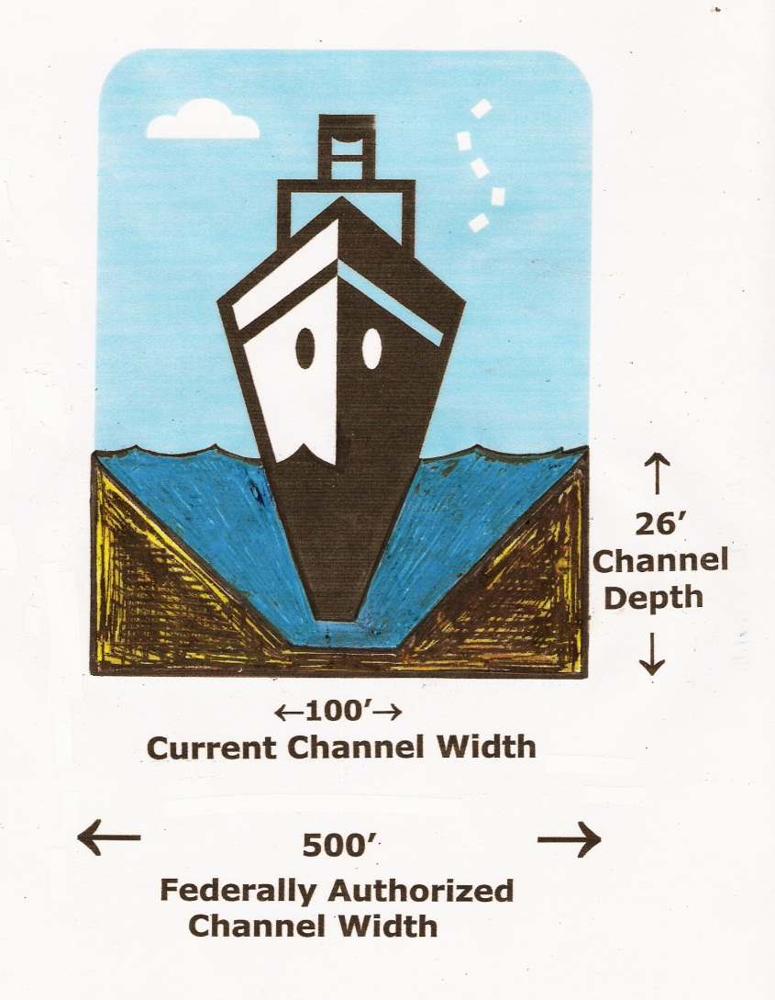 26′
Channel
Depth
←100′→
Current Channel Width
500′
Federally Authorized
Channel Width